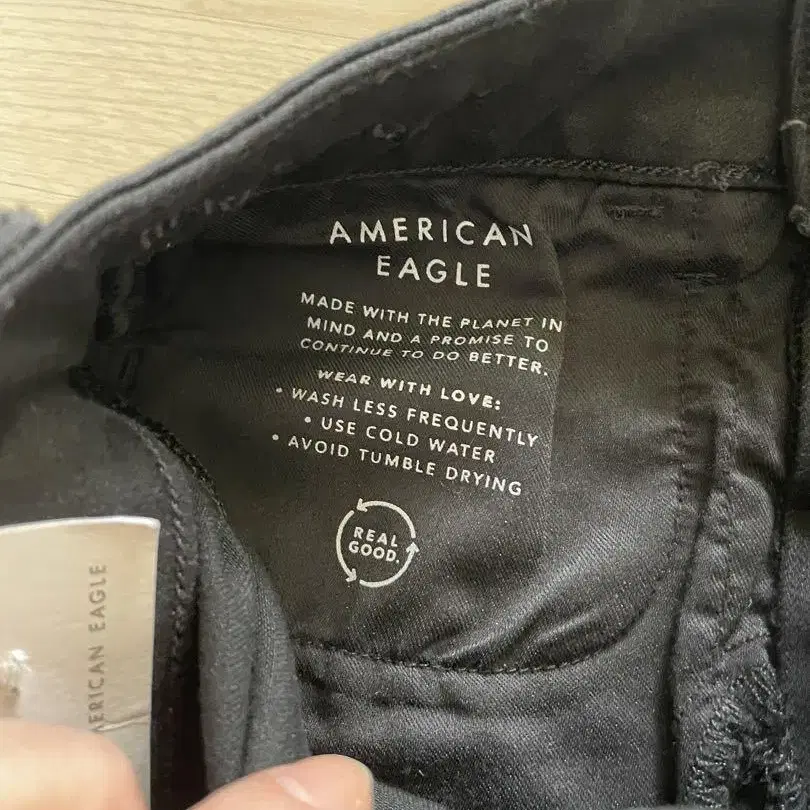 AMERICAN
EAGLE
MADE WITH THE PLANET IN
MIND AND A PROMISE TO
CONTINUE TO DO BETTER.
WEAR WITH LOVE:
• WASH LESS FREQUENTLY
• USE COLD WATER
• AVOID TUMBLE DRYING
REAL
GOOD.
ERICAN EAGLE